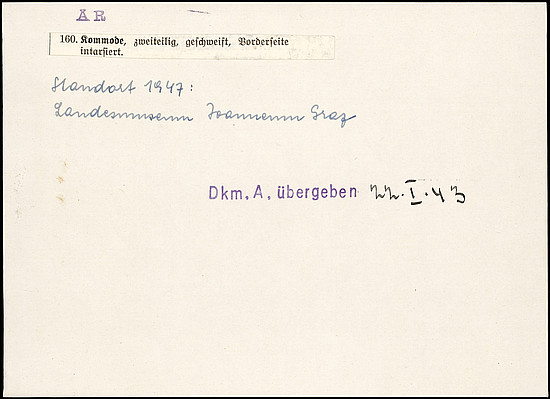 ÄR
160. Kommode, zweiteilig, geschweift, Vorderseite
intarsiert.
Standort 1947:
Landesmuseum Joanneum Graz
Dkm. A. übergeben 22.I.43